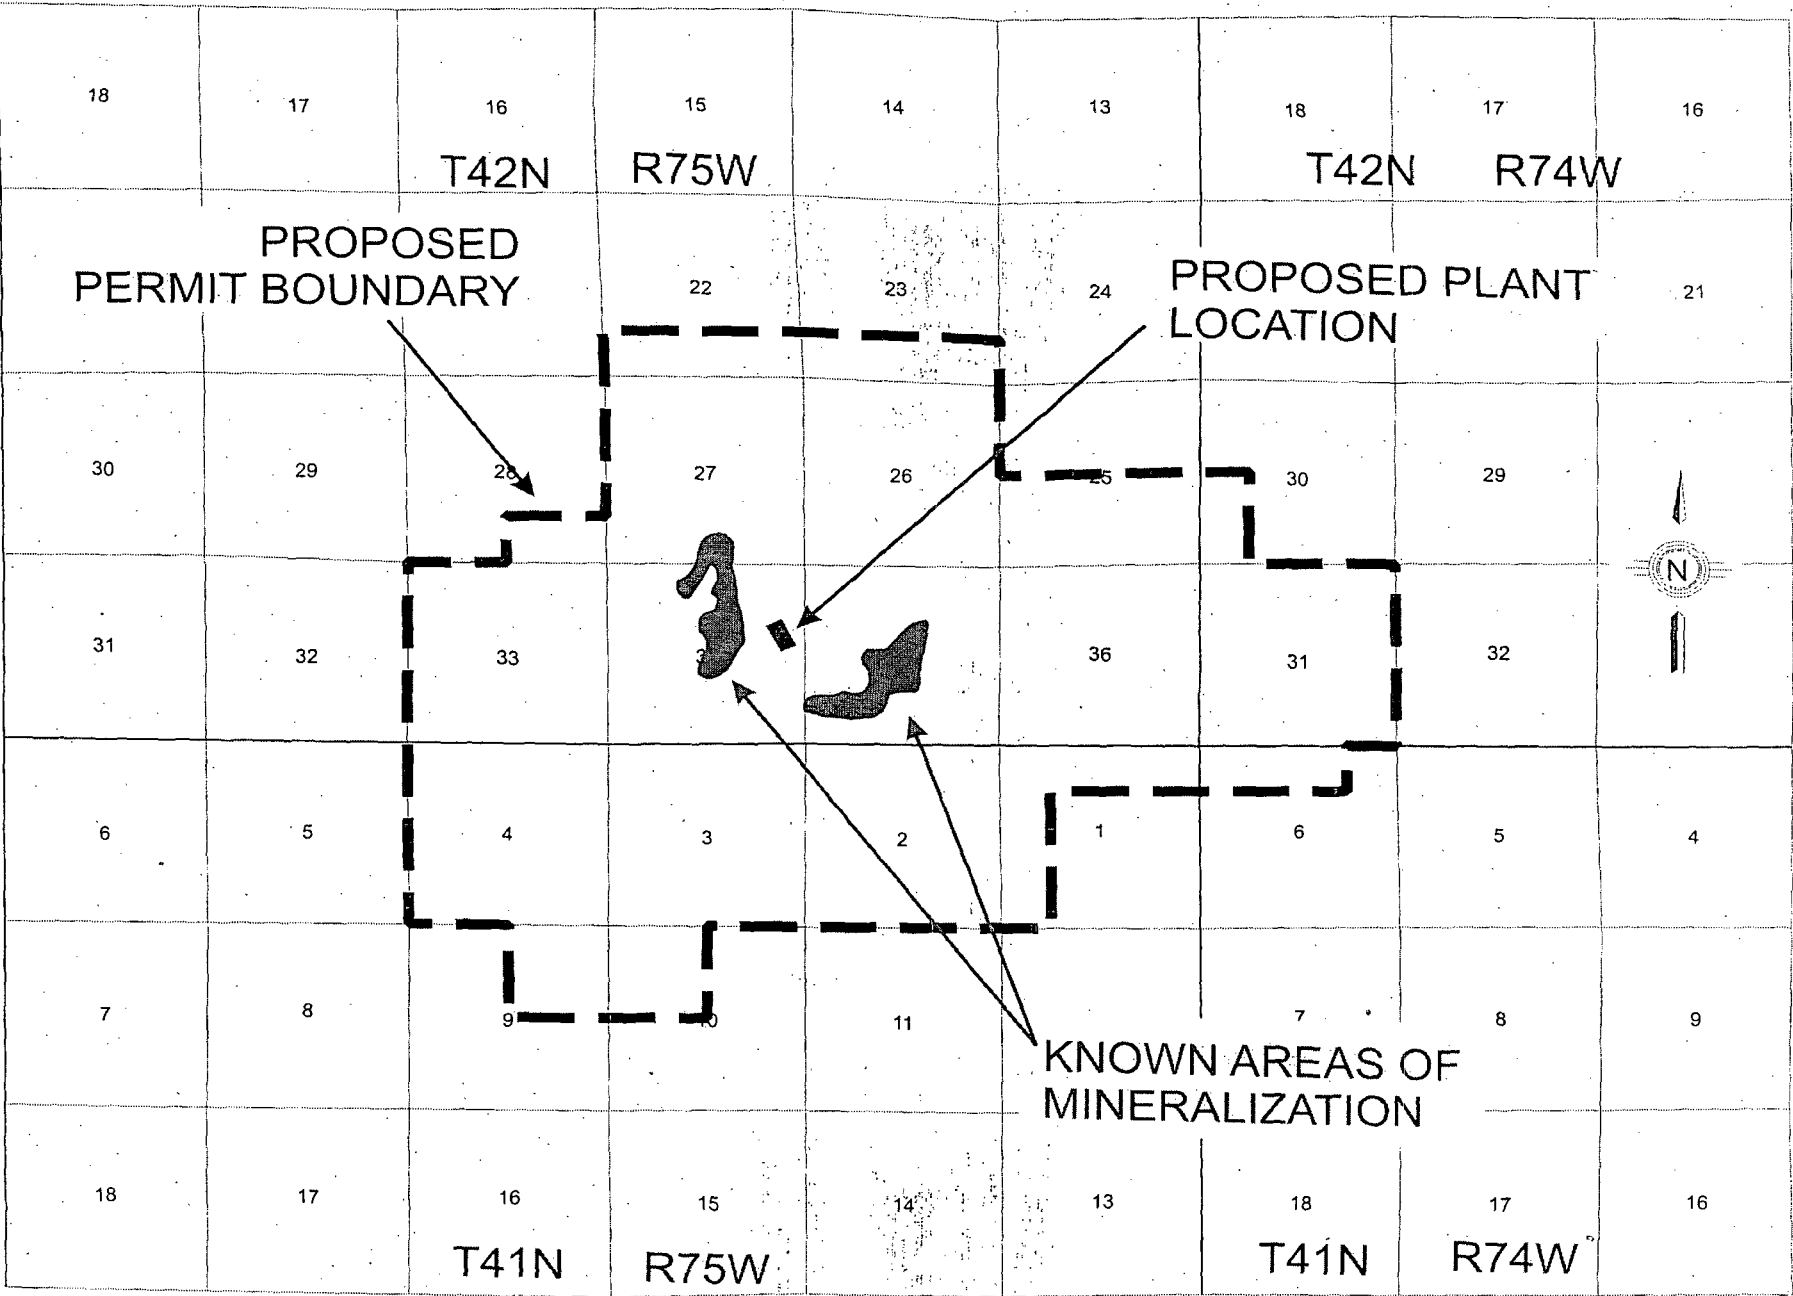 18 17 16 15 14 13 18 17 16
T42N R75W T42N R74W
PROPOSED
PERMIT BOUNDARY
22 23 24 21
PROPOSED PLANT
LOCATION
30 29 28 27 26 25 30 29
N
31 32 33 36 31 32
6 5 4 3 2 1 6 5 4
7 8 9 10 11 7 8 9
KNOWN AREAS OF
MINERALIZATION
18 17 16 15 14 13 18 17 16
T41N R75W T41N R74W